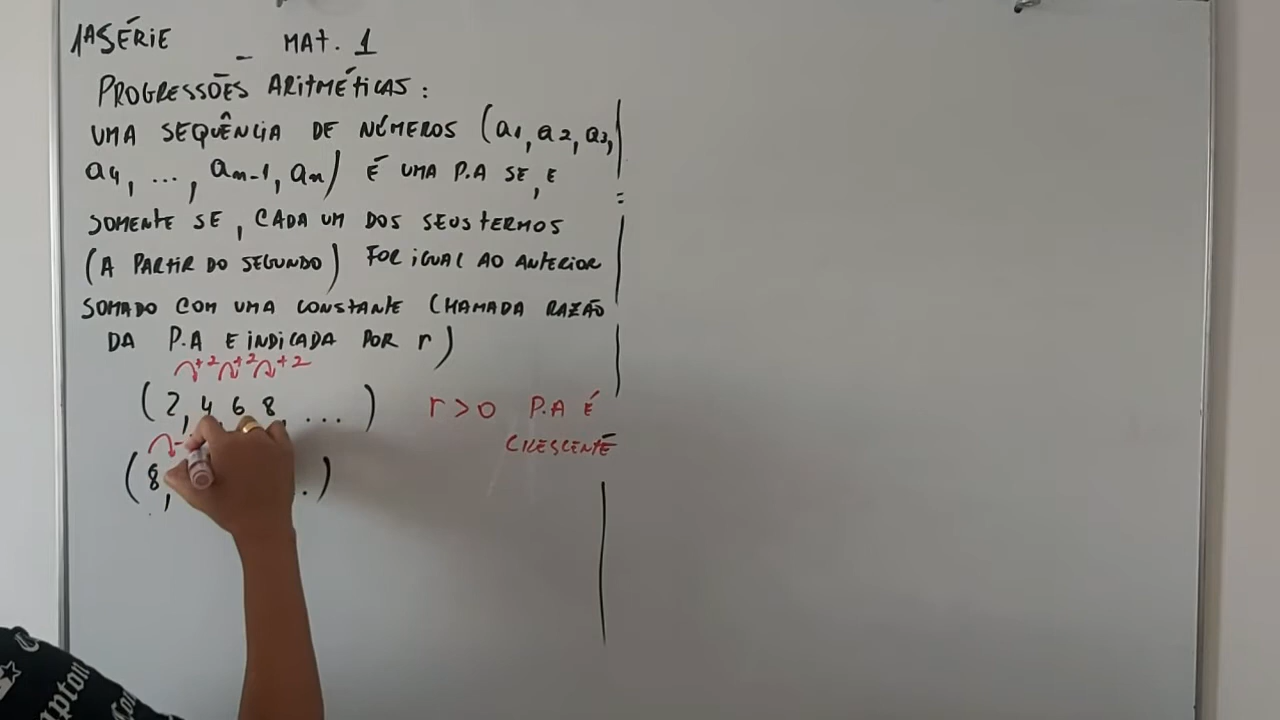 1ª SÉRIE - MAT. 1
PROGRESSÕES ARITMÉTICAS:
UMA SEQUÊNCIA DE NÚMEROS (a1, a2, a3,
a4, ..., an-1, an) É UMA P.A SE, E
SOMENTE SE, CADA UM DOS SEUS TERMOS
(A PARTIR DO SEGUNDO) FOR IGUAL AO ANTERIOR
SOMADO COM UMA CONSTANTE (CHAMADA RAZÃO
DA P.A E INDICADA POR r)
+2 +2 +2
(2, 4, 6, 8, ...) r > 0 P.A É
CRESCENTE
(8, .)